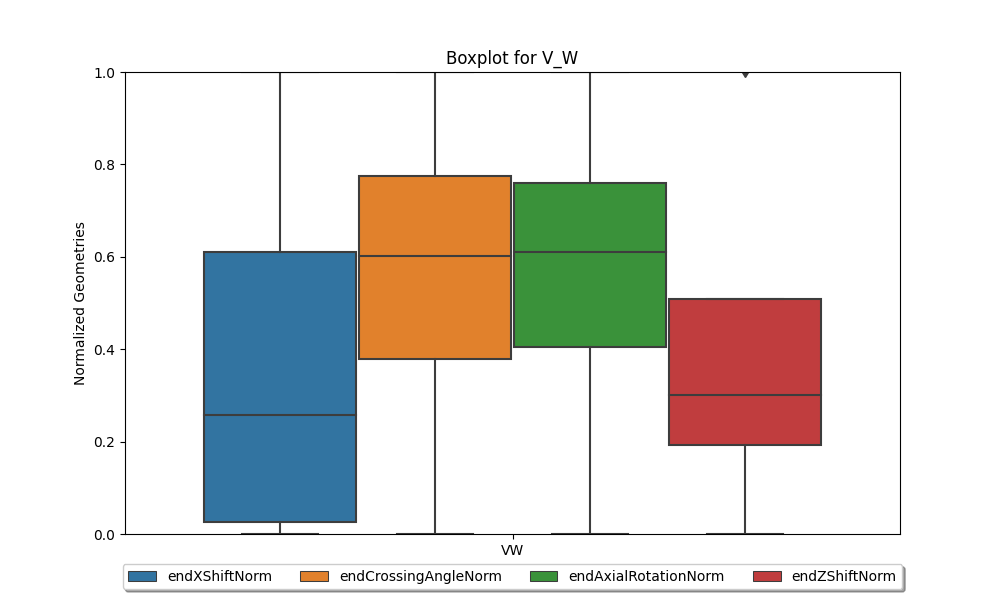 Boxplot for V_W
1.0
0.8
0.6
0.4
0.2
0.0
Normalized Geometries
VW
endXShiftNorm endCrossingAngleNorm endAxialRotationNorm endZShiftNorm